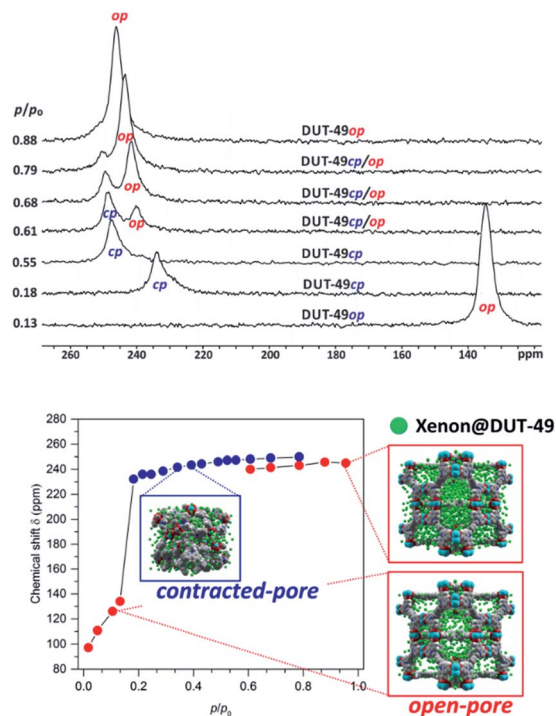 op
p/p₀
0.88
DUT-49op
0.79
op
DUT-49cp/op
0.68
op
DUT-49cp/op
0.61
cp
op
DUT-49cp/op
0.55
cp
DUT-49cp
0.18
cp
DUT-49cp
op
0.13
DUT-49op
260 240 220 200 180 160 140 ppm
280
260
240
220
200
180
160
140
120
100
80
Chemical shift δ (ppm)
Xenon@DUT-49
contracted-pore
0.0 0.2 0.4 0.6 0.8 1.0
p/p₀
open-pore